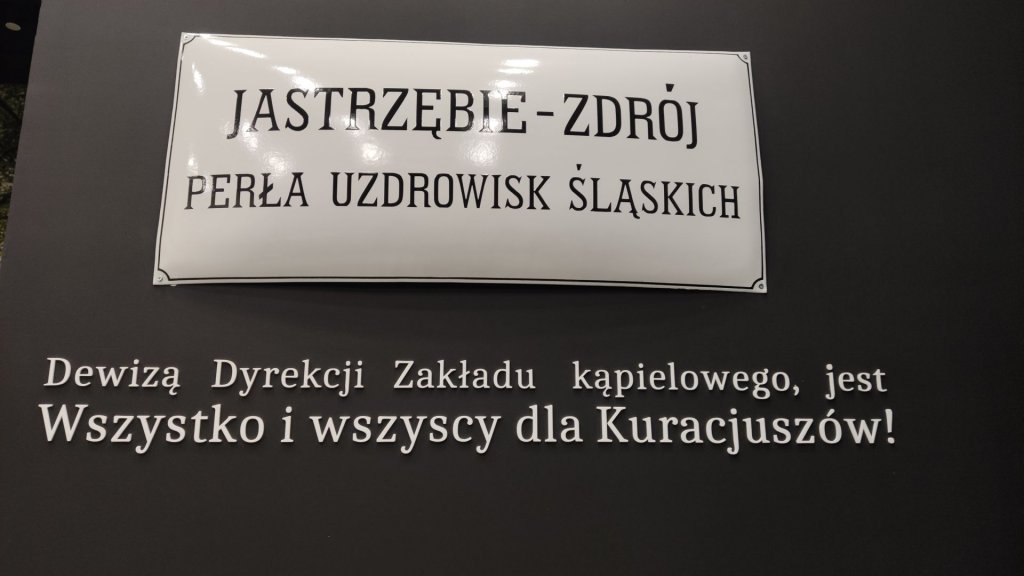 JASTRZĘBIE-ZDRÓJ
PERŁA UZDROWISK ŚLĄSKICH
Dewizą Dyrekcji Zakładu kąpielowego, jest
Wszystko i wszyscy dla Kuracjuszów!